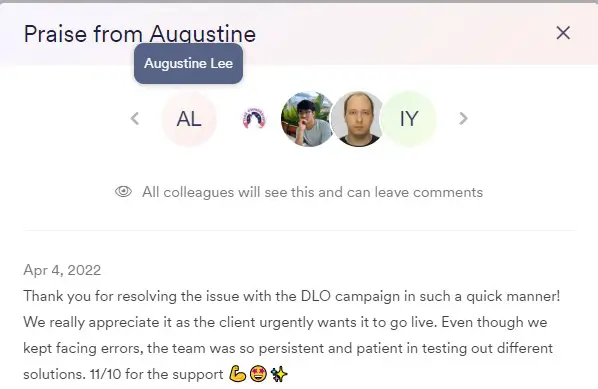 Praise from Augustine
Augustine Lee
AL
IY
All colleagues will see this and can leave comments
Apr 4, 2022
Thank you for resolving the issue with the DLO campaign in such a quick manner!
We really appreciate it as the client urgently wants it to go live. Even though we
kept facing errors, the team was so persistent and patient in testing out different
solutions. 11/10 for the support 💪🤩✨